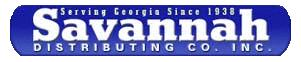 Serving Georgia Since 1938
Savannah
DISTRIBUTING CO. INC.